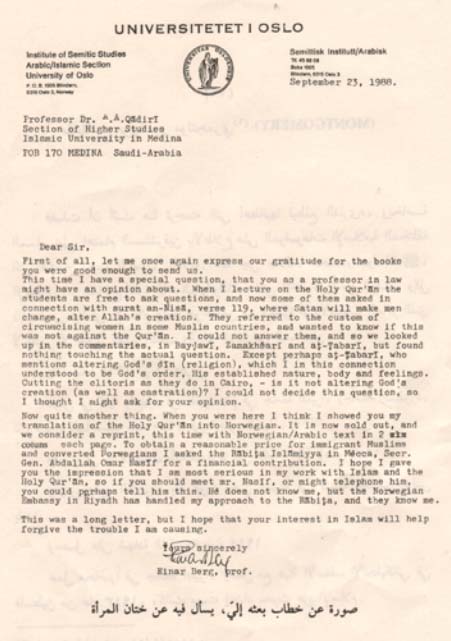 UNIVERSITETET I OSLO
Institute of Semitic Studies
Arabic/Islamic Section
University of Oslo
P. O. B. 1005 Blindern,
0315 Oslo 3, Norway
Semittisk Institutt/Arabisk
Boks 1005
Blindern, 0315 Oslo 3
September 23, 1988.
Professor Dr. A.A.Qādirī
Section of Higher Studies
Islamic University in Medina
POB 170 MEDINA Saudi-Arabia
Dear Sir,
First of all, let me once again express our gratitude for the books
you were good enough to send us.
This time I have a special question, that you as a professor in law
might have an opinion about. When I lecture on the Holy Qur'ān the
students are free to ask questions, and now some of them asked in
connection with surat an-Nisā, verse 119, where Satan will make men
change, alter Allah's creation. They referred to the custom of
circumcising women in some Muslim countries, and wanted to know if this
was not against the Qur'ān. I could not answer them, and so we looked
up in the commentaries, in Bayḍāwī, Zamakhšarī and aṭ-Ṭabarī, but found
nothing touching the actual question. Except perhaps aṭ-Ṭabarī, who
mentions altering God's dīn (religion), which I in this connection
understood to be God's order, His established nature, body and feelings.
Cutting the clitoris as they do in Cairo, - is it not altering God's
creation (as well as castration)? I could not decide this question, so
I thought I might ask for your opinion.
Now quite another thing. When you were here I think I showed you my
translation of the Holy Qur'ān into Norwegian. It is now sold out, and
we consider a reprint, this time with Norwegian/Arabic text in 2
each page. To obtain a reasonable price for immigrant Muslims
and converted Norwegians I asked the Rābiṭa Islāmiyya in Mecca, Secr.
Gen. Abdallah Omar Nasīf for a financial contribution. I hope I gave
you the impression that I am most serious in my work with Islam and the
Holy Qur'ān, so if you should meet mr. Nasif, or might telephone him,
you could perhaps tell him this. He does not know me, but the Norwegian
Embassy in Riyadh has handled my approach to the Rābiṭa, and they know me.
This was a long letter, but I hope that your interest in Islam will help
forgive the trouble I am causing.
Yours sincerely
Einar Berg, prof.
صورة عن خطاب بعثه إليّ، يسأل فيه عن ختان المرأة